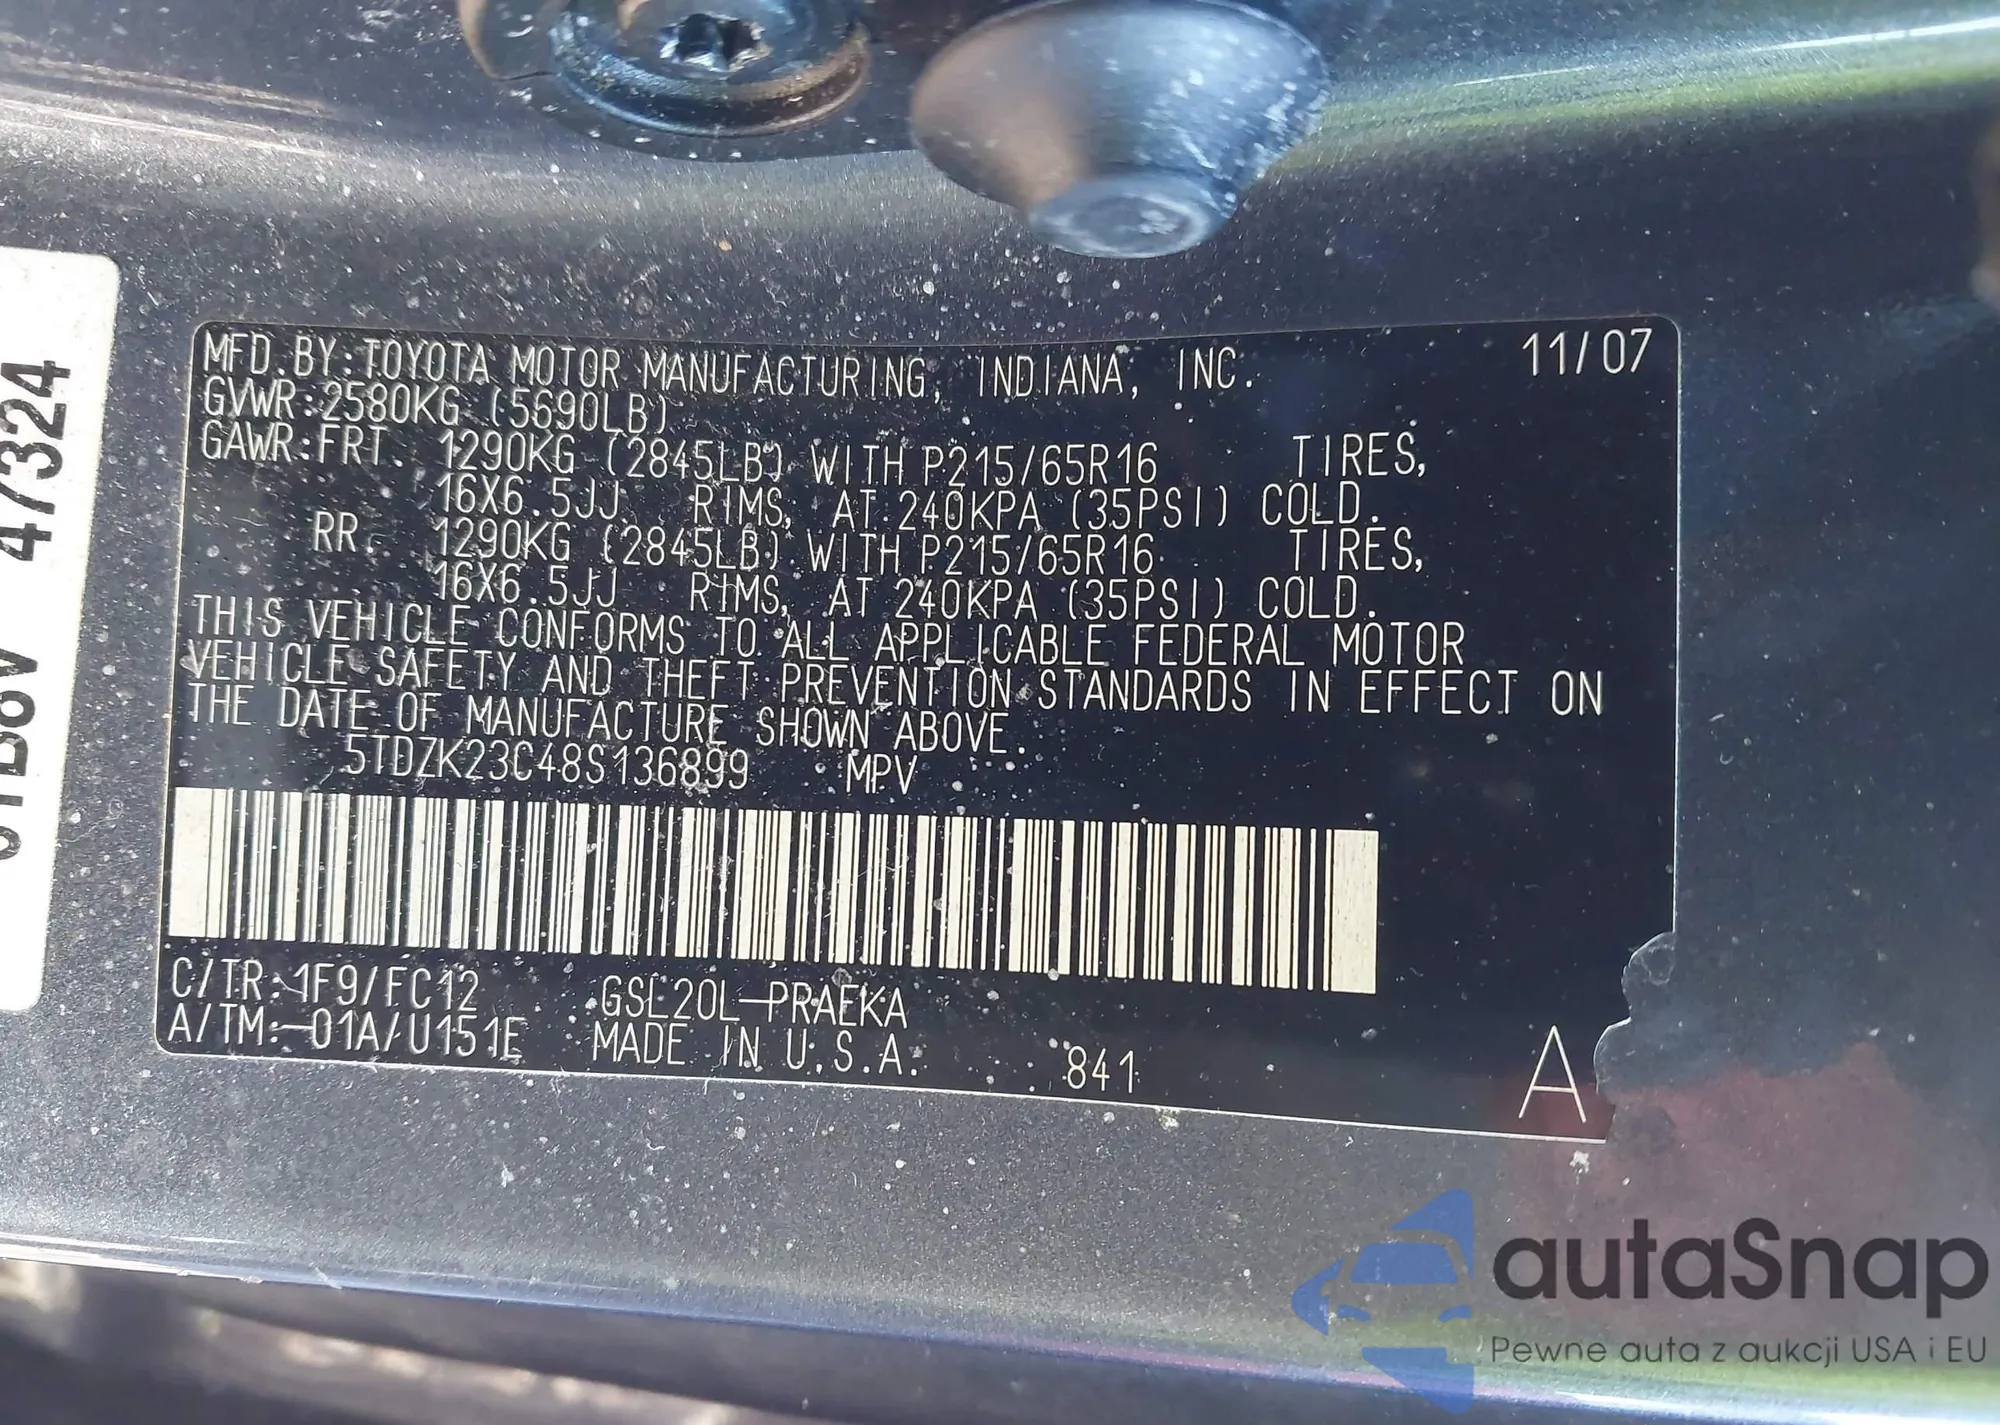 MFD. BY: TOYOTA MOTOR MANUFACTURING, INDIANA, INC. 11/07
GVWR: 2580KG (5690LB)
GAWR: FRT. 1290KG (2845LB) WITH P215/65R16 TIRES,
16X6.5JJ RIMS, AT 240KPA (35PSI) COLD.
RR. 1290KG (2845LB) WITH P215/65R16 TIRES,
16X6.5JJ RIMS, AT 240KPA (35PSI) COLD.
THIS VEHICLE CONFORMS TO ALL APPLICABLE FEDERAL MOTOR
VEHICLE SAFETY AND THEFT PREVENTION STANDARDS IN EFFECT ON
THE DATE OF MANUFACTURE SHOWN ABOVE.
5TDZK23C48S136899 MPV
C/TR: 1F9/FC12 GSL20L-PRAEKA
A/TM: -01A/U151E MADE IN U.S.A. 841 A
47324
autaSnap
Pewne auta z aukcji USA i EU